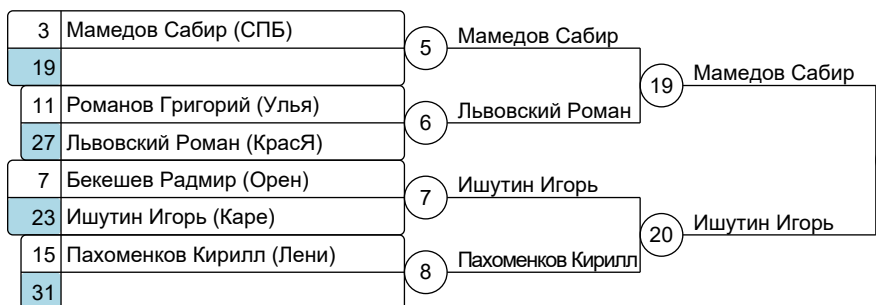 3 Мамедов Сабир (СПБ)
19
5 Мамедов Сабир
11 Романов Григорий (Улья)
27 Львовский Роман (КрасЯ)
6 Львовский Роман
19 Мамедов Сабир
7 Бекешев Радмир (Орен)
23 Ишутин Игорь (Каре)
7 Ишутин Игорь
15 Пахоменков Кирилл (Лени)
31
8 Пахоменков Кирилл
20 Ишутин Игорь